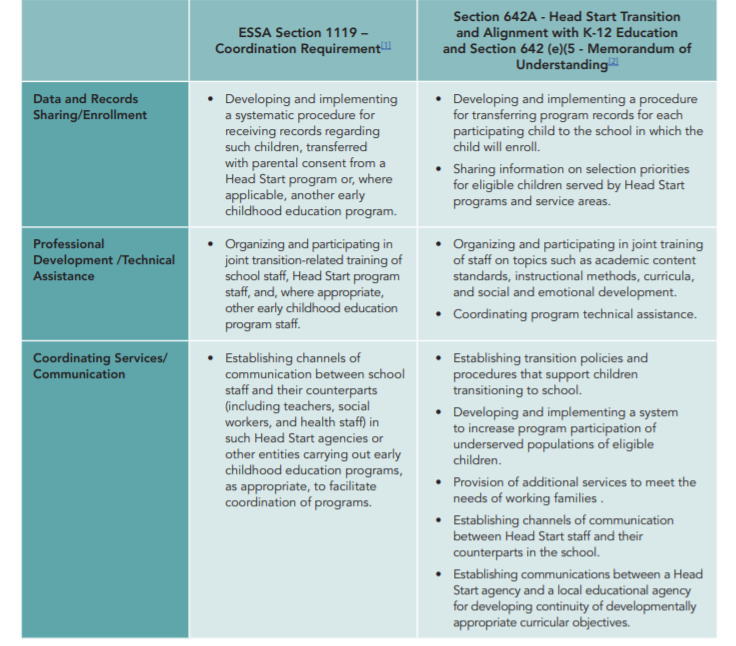 ESSA Section 1119 –
Coordination Requirement[1]
Section 642A - Head Start Transition
and Alignment with K-12 Education
and Section 642 (e)(5 - Memorandum of
Understanding[2]
Data and Records
Sharing/Enrollment
• Developing and implementing
a systematic procedure for
receiving records regarding
such children, transferred
with parental consent from a
Head Start program or, where
applicable, another early
childhood education program.
• Developing and implementing a procedure
for transferring program records for each
participating child to the school in which the
child will enroll.
• Sharing information on selection priorities
for eligible children served by Head Start
programs and service areas.
Professional
Development /Technical
Assistance
• Organizing and participating in
joint transition-related training of
school staff, Head Start program
staff, and, where appropriate,
other early childhood education
program staff.
• Organizing and participating in joint training
of staff on topics such as academic content
standards, instructional methods, curricula,
and social and emotional development.
• Coordinating program technical assistance.
Coordinating Services/
Communication
• Establishing channels of
communication between school
staff and their counterparts
(including teachers, social
workers, and health staff) in
such Head Start agencies or
other entities carrying out early
childhood education programs,
as appropriate, to facilitate
coordination of programs.
• Establishing transition policies and
procedures that support children
transitioning to school.
• Developing and implementing a system
to increase program participation of
underserved populations of eligible
children.
• Provision of additional services to meet the
needs of working families .
• Establishing channels of communication
between Head Start staff and their
counterparts in the school.
• Establishing communications between a Head
Start agency and a local educational agency
for developing continuity of developmentally
appropriate curricular objectives.